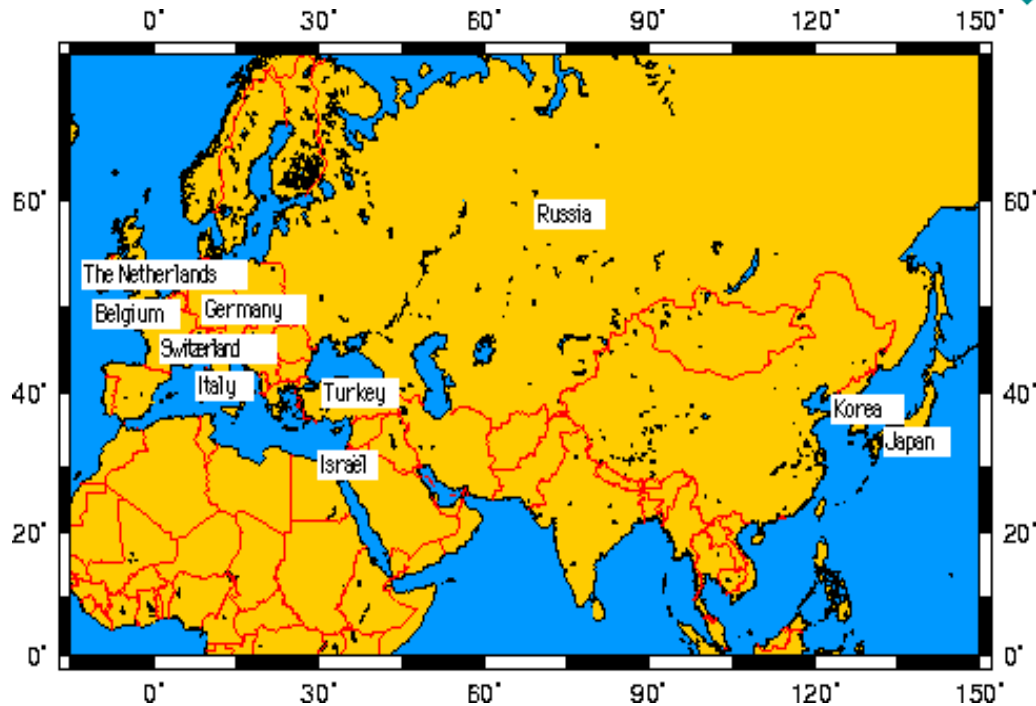 0° 30° 60° 90° 120° 150°
60° 60°
Russia
The Netherlands
Belgium Germany
Switzerland
Italy Turkey
40° 40°
Korea
Japan
Israël
20° 20°
0° 0°
0° 30° 60° 90° 120° 150°